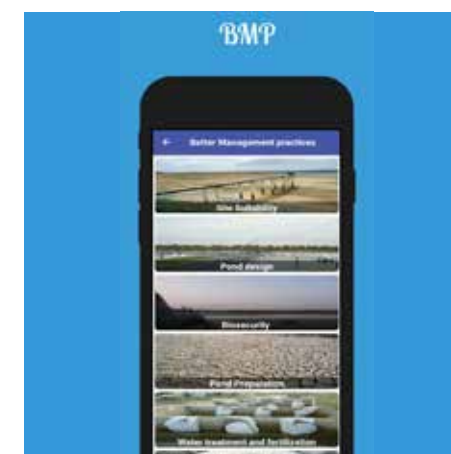 BMP
Better Management practices
Site Suitability
Pond design
Biosecurity
Pond Preparation
Water treatment and fertilization